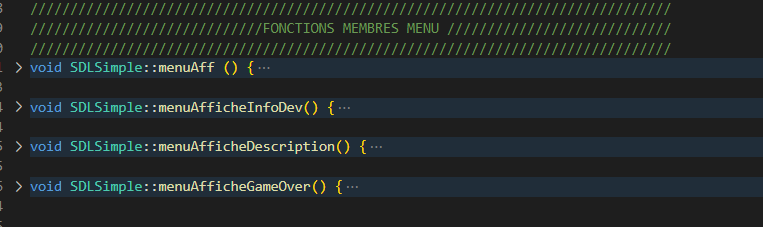 ////////////////////////////////////////////////////////////////////////////////
/////////////////////////////FONCTIONS MEMBRES MENU ////////////////////////////
////////////////////////////////////////////////////////////////////////////////
void SDLSimple::menuAff () {⋯
void SDLSimple::menuAfficheInfoDev() {⋯
void SDLSimple::menuAfficheDescription() {⋯
void SDLSimple::menuAfficheGameOver() {⋯